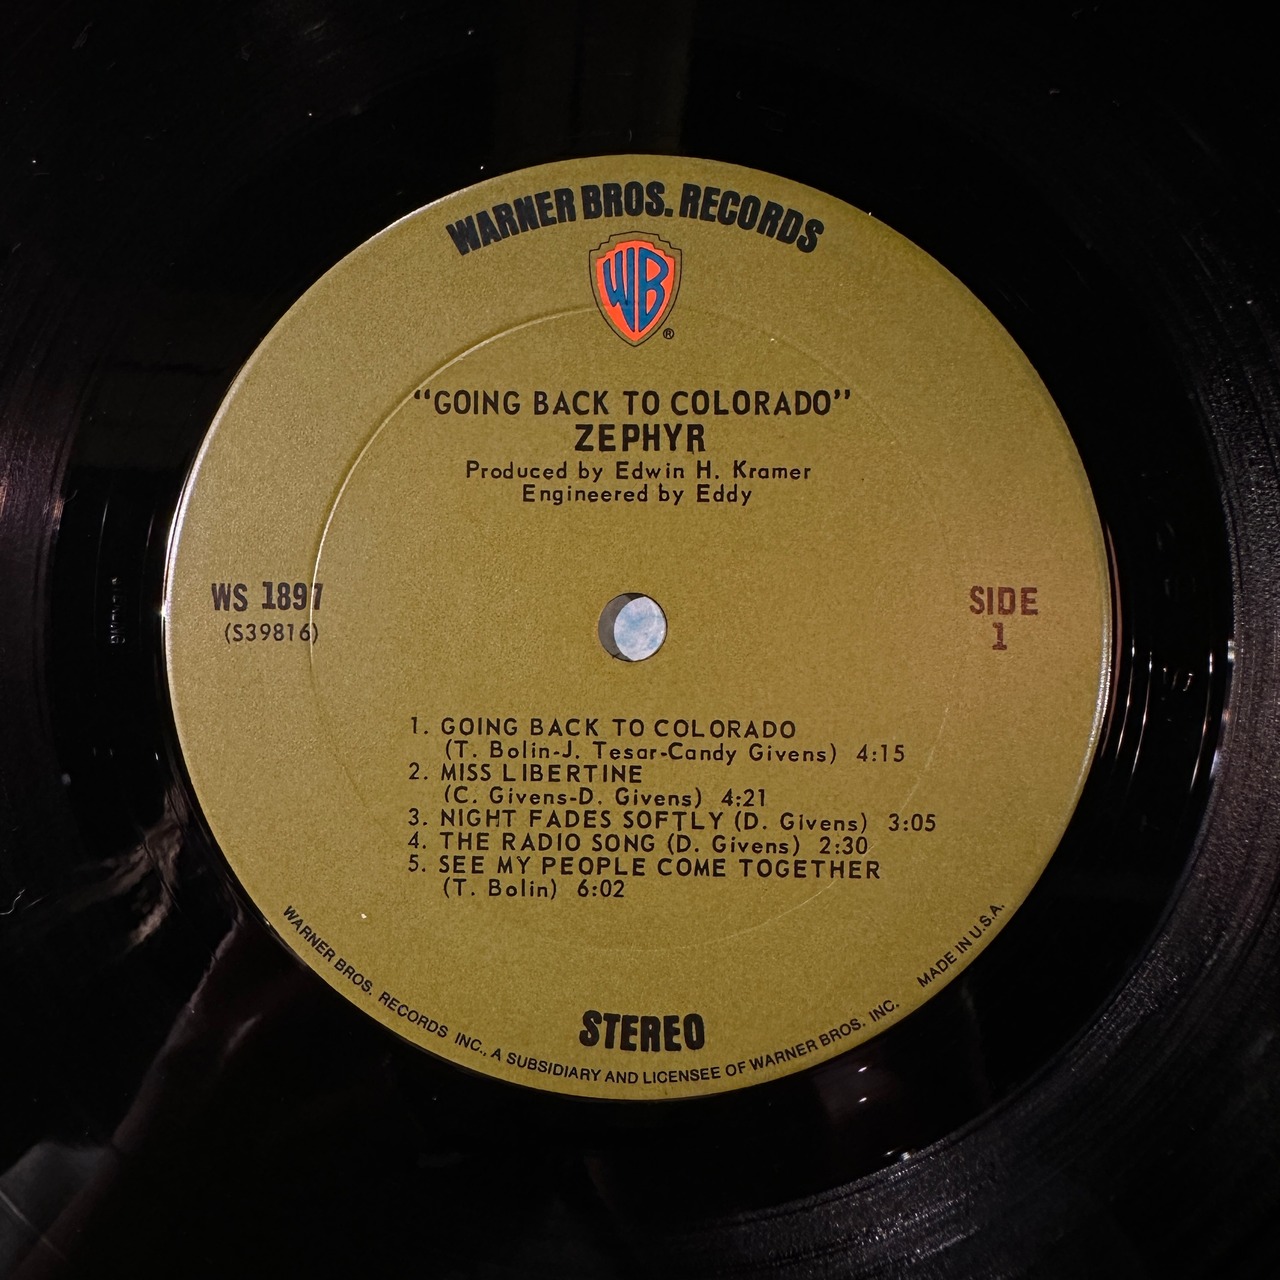 WARNER BROS. RECORDS
WB
®
“GOING BACK TO COLORADO”
ZEPHYR
Produced by Edwin H. Kramer
Engineered by Eddy
WS 1897
(S39816)
SIDE
1
1. GOING BACK TO COLORADO
(T. Bolin-J. Tesar-Candy Givens) 4:15
2. MISS LIBERTINE
(C. Givens-D. Givens) 4:21
3. NIGHT FADES SOFTLY (D. Givens) 3:05
4. THE RADIO SONG (D. Givens) 2:30
5. SEE MY PEOPLE COME TOGETHER
(T. Bolin) 6:02
STEREO
WARNER BROS. RECORDS INC., A SUBSIDIARY AND LICENSEE OF WARNER BROS. INC. MADE IN U.S.A.